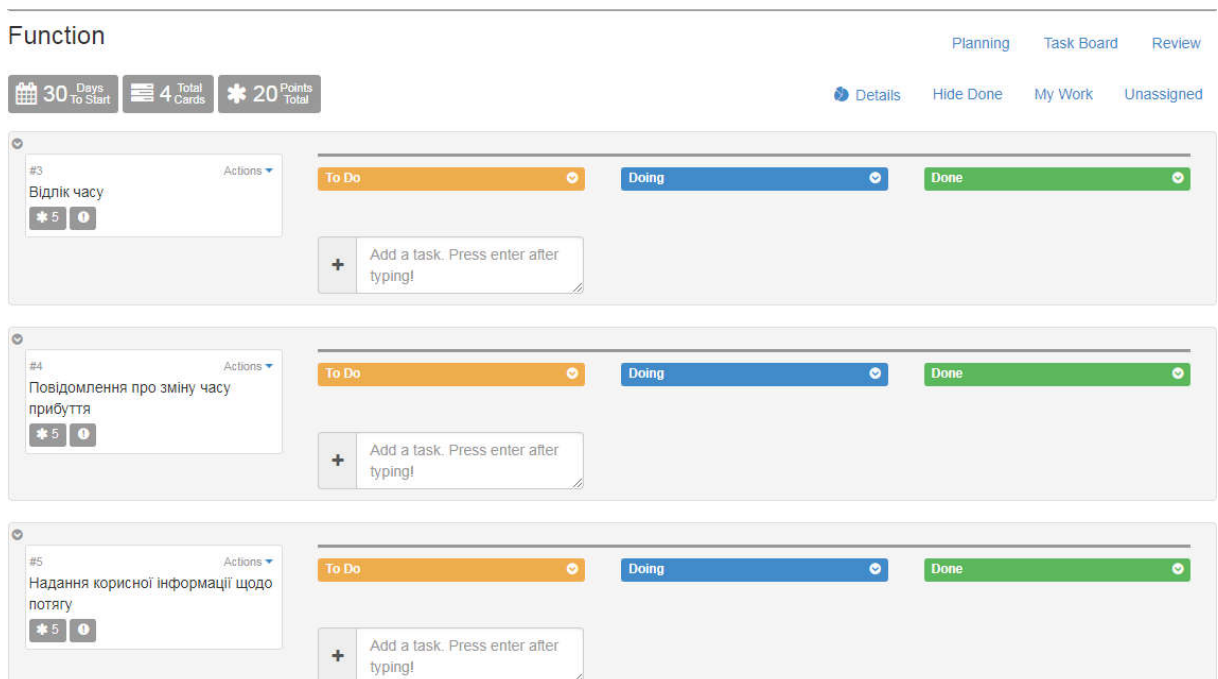 Function
Planning Task Board Review
30 Days To Start 4 Total Cards 20 Points Total
Details Hide Done My Work Unassigned
#3 Actions
Відлік часу
5
To Do Doing Done
Add a task. Press enter after
typing!
#4 Actions
Повідомлення про зміну часу
прибуття
5
To Do Doing Done
Add a task. Press enter after
typing!
#5 Actions
Надання корисної інформації щодо
потягу
5
To Do Doing Done
Add a task. Press enter after
typing!